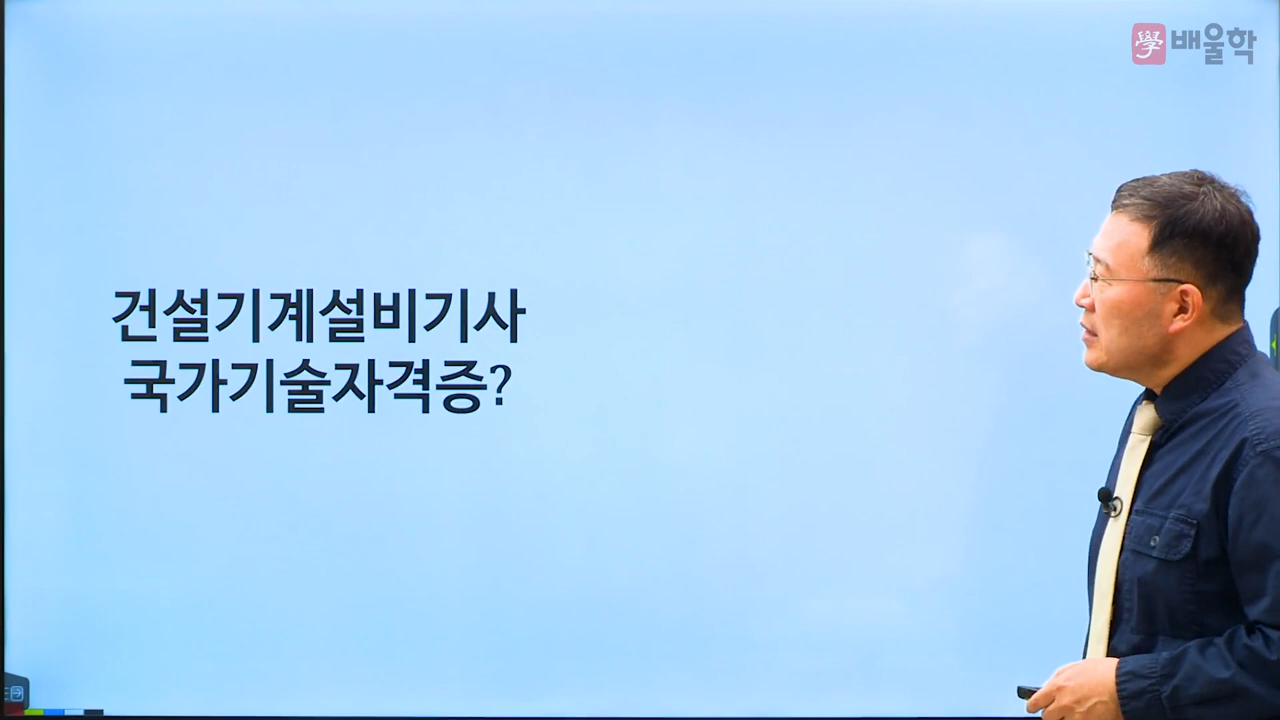 學 배울학
건설기계설비기사
국가기술자격증?